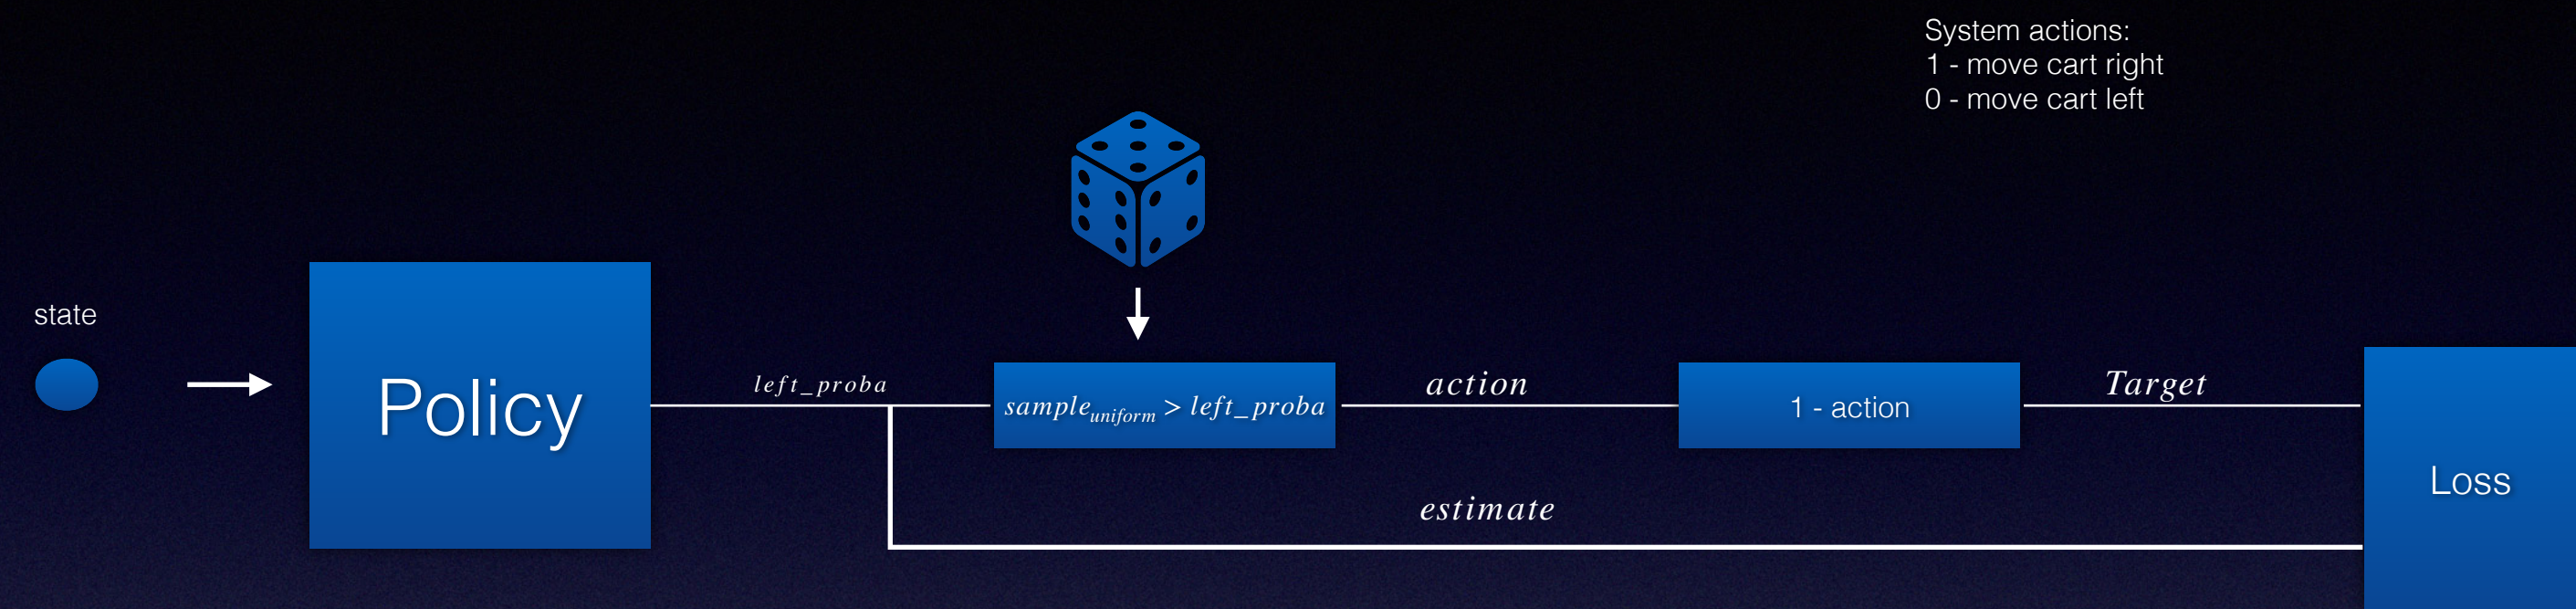 System actions:
1 - move cart right
0 - move cart left
state
Policy
left_proba
sample_uniform > left_proba
action
1 - action
Target
estimate
Loss